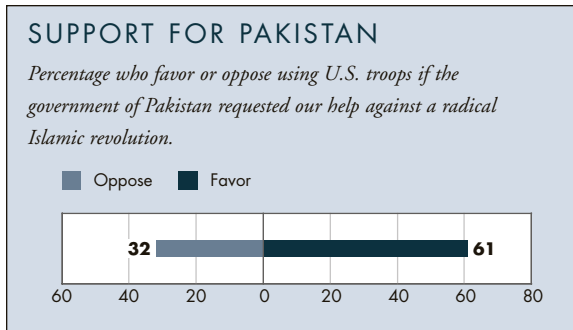 SUPPORT FOR PAKISTAN
Percentage who favor or oppose using U.S. troops if the
government of Pakistan requested our help against a radical
Islamic revolution.
Oppose Favor
32 61
60 40 20 0 20 40 60 80